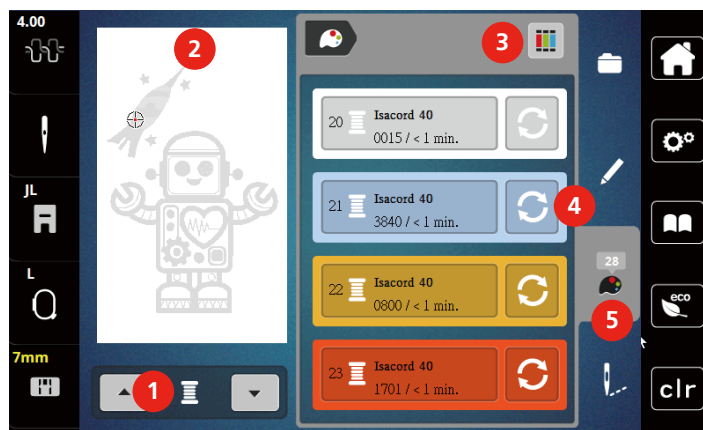 4.00
JL
L
7mm
2
1
3
20 Isacord 40
0015 / < 1 min.
21 Isacord 40
3840 / < 1 min.
22 Isacord 40
0800 / < 1 min.
23 Isacord 40
1701 / < 1 min.
4
28
5
eco
clr